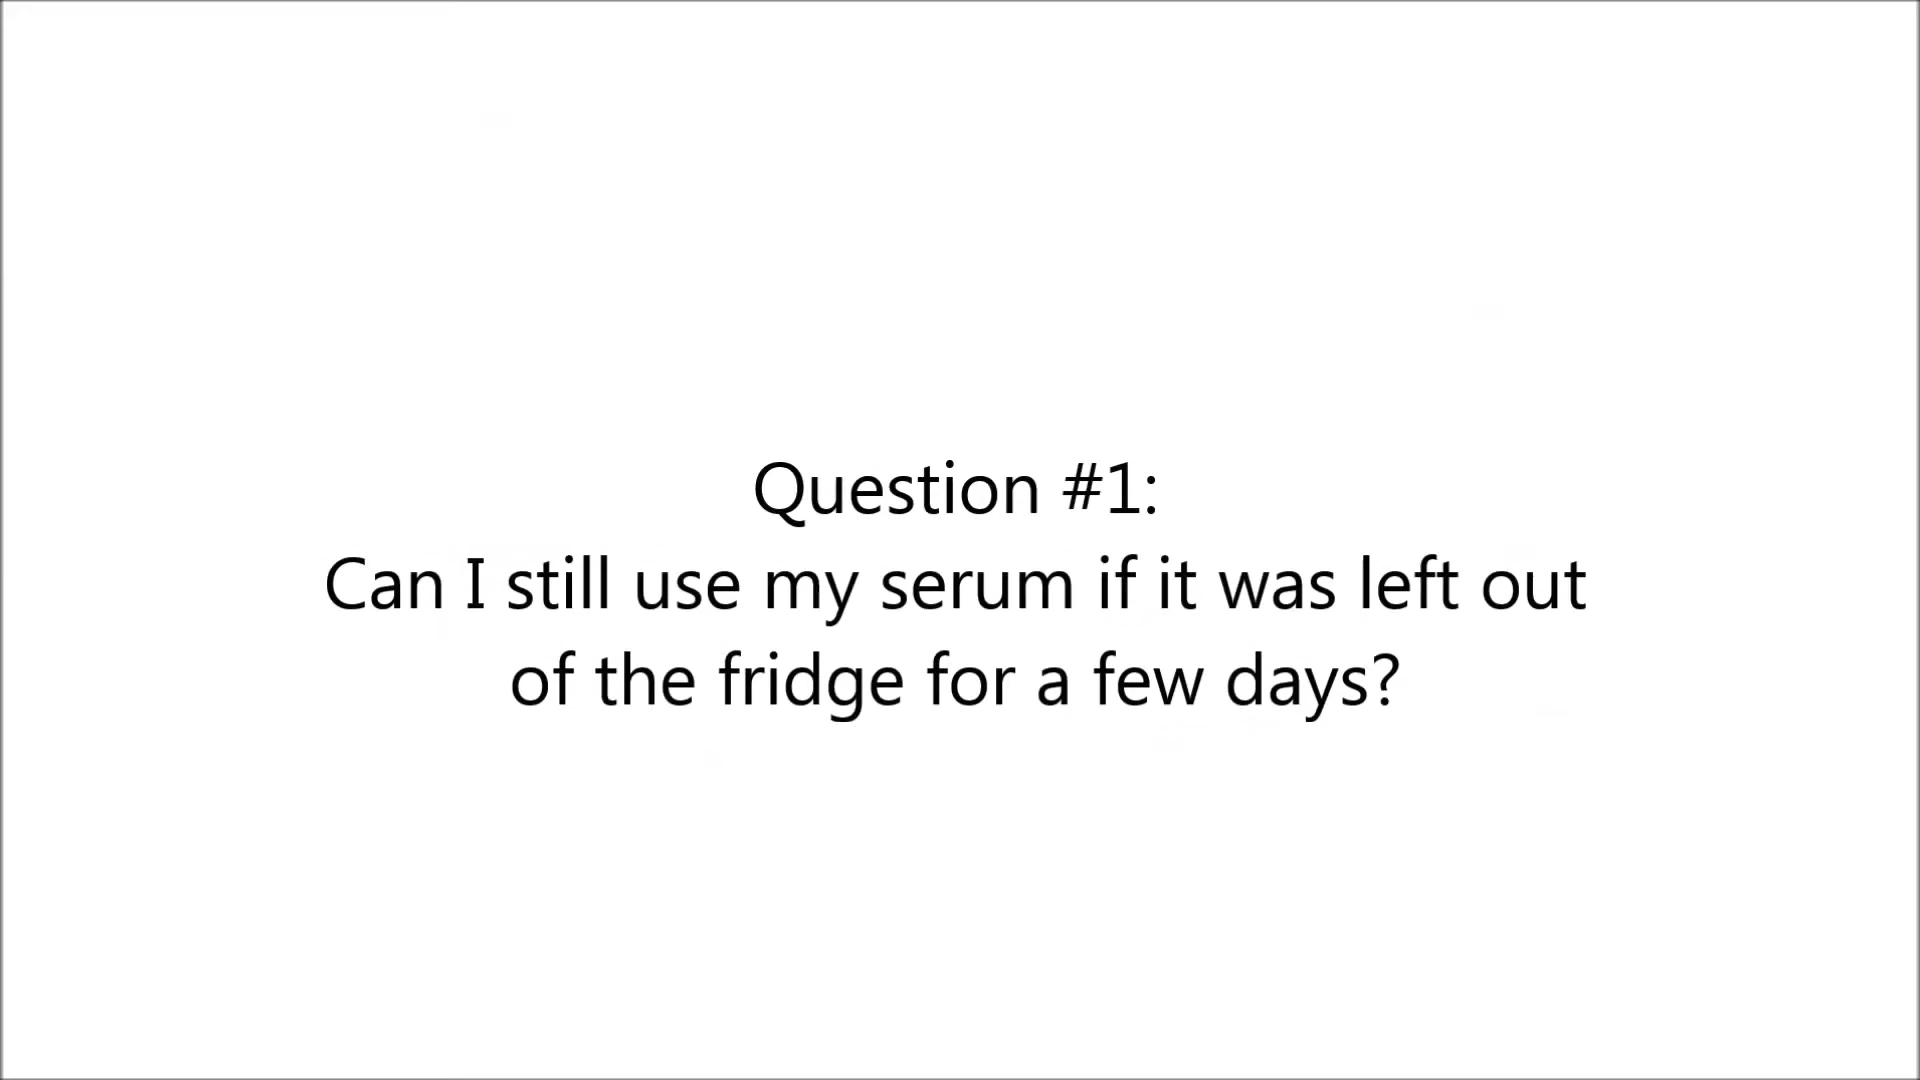 Question #1:
Can I still use my serum if it was left out
of the fridge for a few days?